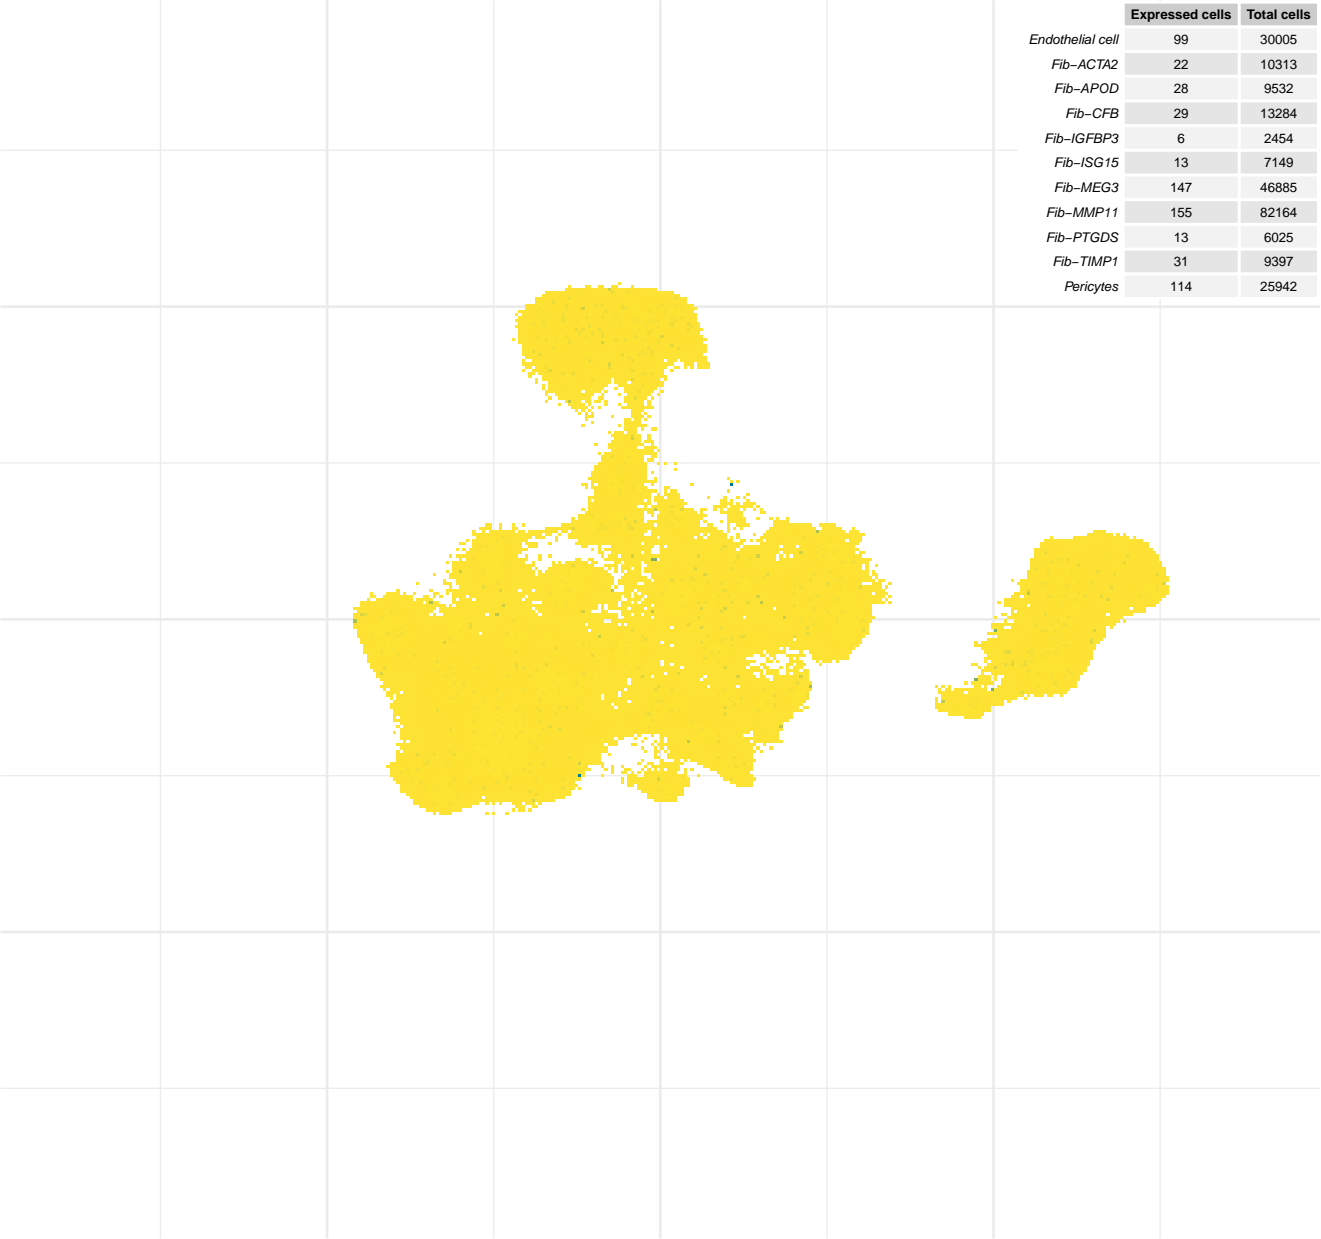 Expressed cells Total cells
Endothelial cell 99 30005
Fib−ACTA2 22 10313
Fib−APOD 28 9532
Fib−CFB 29 13284
Fib−IGFBP3 6 2454
Fib−ISG15 13 7149
Fib−MEG3 147 46885
Fib−MMP11 155 82164
Fib−PTGDS 13 6025
Fib−TIMP1 31 9397
Pericytes 114 25942